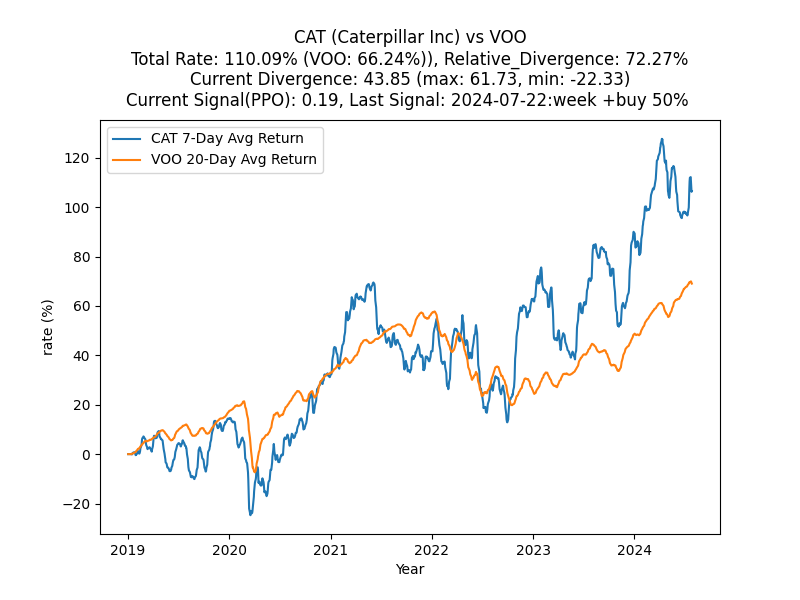 CAT (Caterpillar Inc) vs VOO
Total Rate: 110.09% (VOO: 66.24%)), Relative_Divergence: 72.27%
Current Divergence: 43.85 (max: 61.73, min: -22.33)
Current Signal(PPO): 0.19, Last Signal: 2024-07-22:week +buy 50%
CAT 7-Day Avg Return
VOO 20-Day Avg Return
120
100
80
60
40
20
0
−20
rate (%)
2019 2020 2021 2022 2023 2024
Year